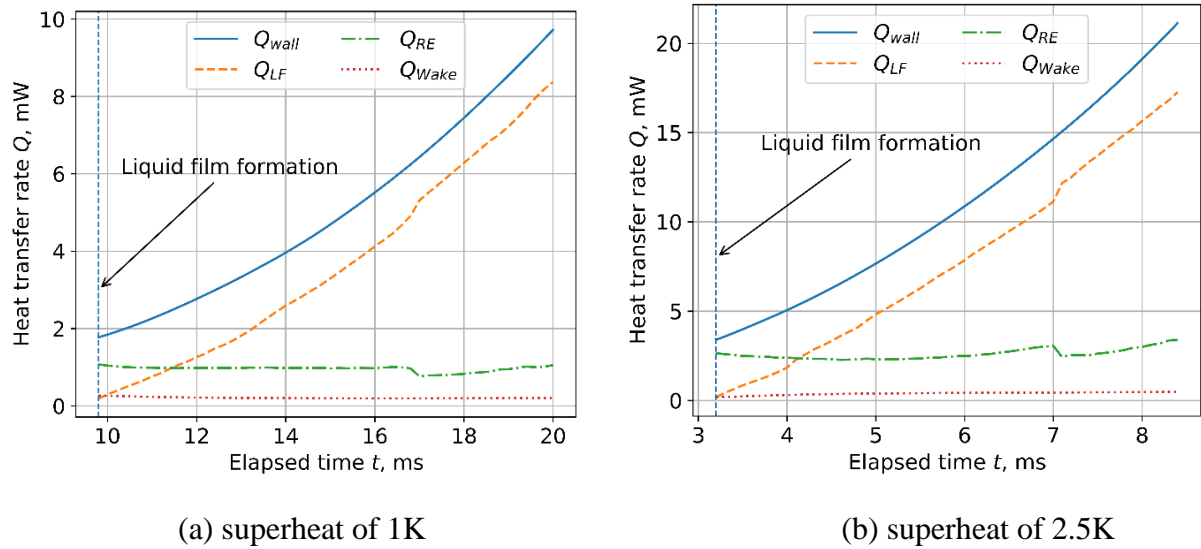 Q_wall
Q_LF
Q_RE
Q_Wake
Liquid film formation
Heat transfer rate Q, mW
0
2
4
6
8
10
10
12
14
16
18
20
Elapsed time t, ms
(a) superheat of 1K
Q_wall
Q_LF
Q_RE
Q_Wake
Liquid film formation
Heat transfer rate Q, mW
0
5
10
15
20
3
4
5
6
7
8
Elapsed time t, ms
(b) superheat of 2.5K